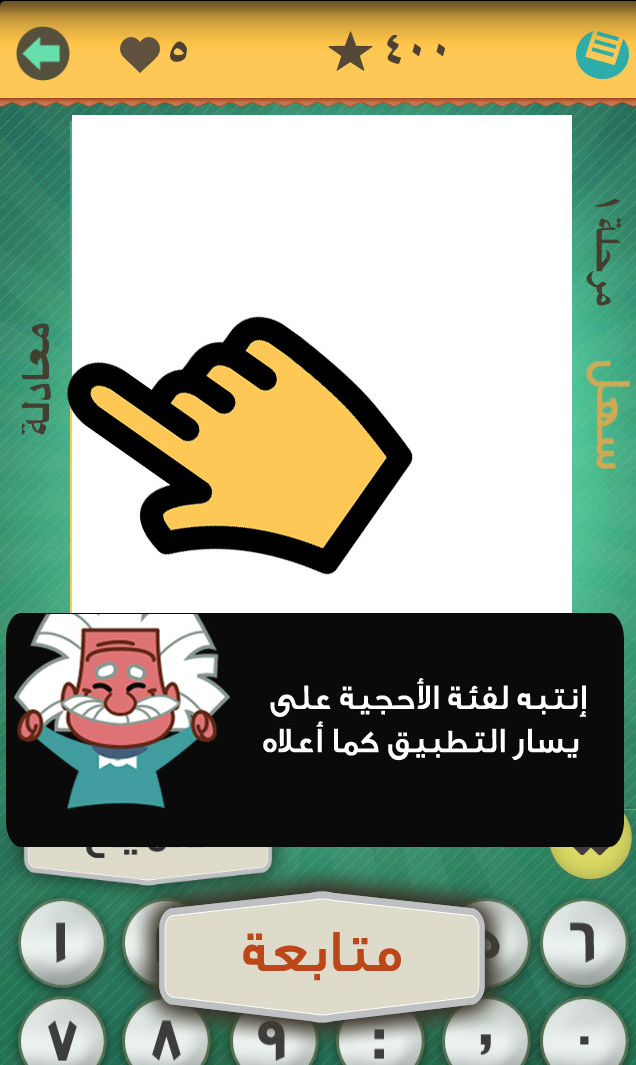 ٥
٤٠٠
مرحلة ١
سهل
معادلة
إنتبه لفئة الأحجية على
يسار التطبيق كما أعلاه
متابعة
١ ٥ ٦
٧ ٨ ٩ : ٬ ٠